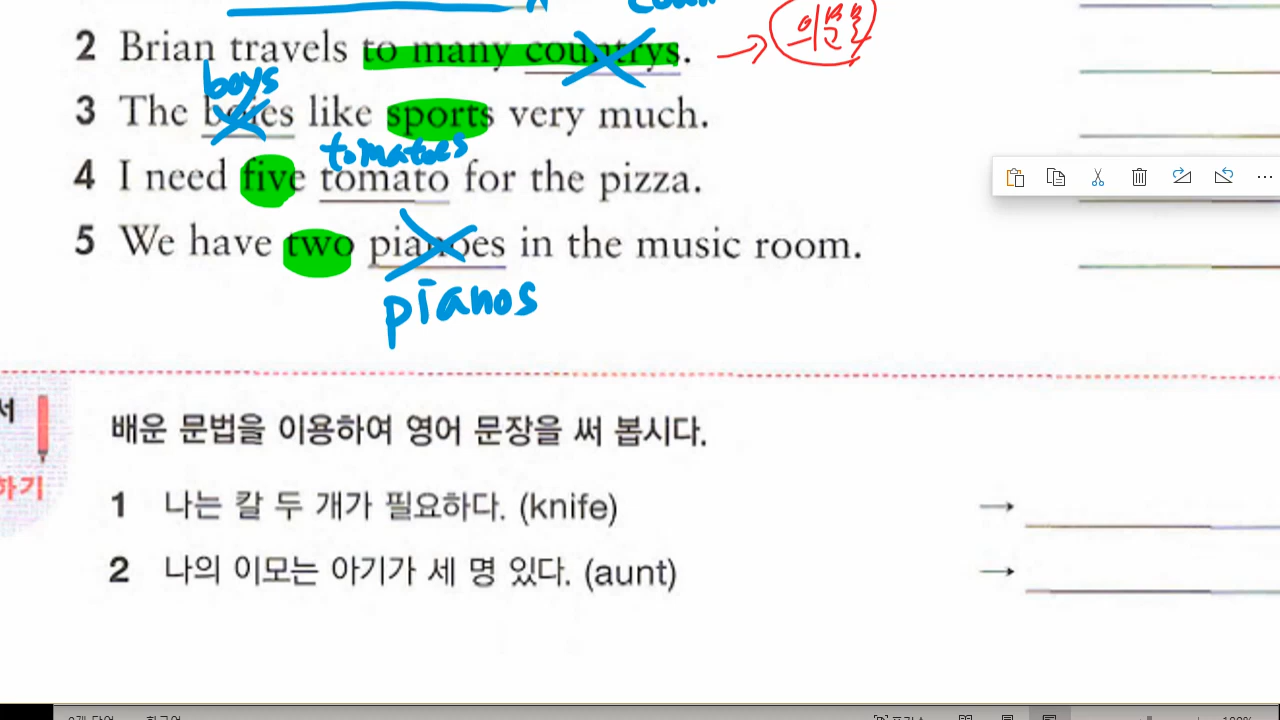 2 Brian travels to many countrys. → 의문문
boys
3 The boies like sports very much.
tomatoes
4 I need five tomato for the pizza.
5 We have two pianoes in the music room.
pianos
배운 문법을 이용하여 영어 문장을 써 봅시다.
하기
1 나는 칼 두 개가 필요하다. (knife) →
2 나의 이모는 아기가 세 명 있다. (aunt) →